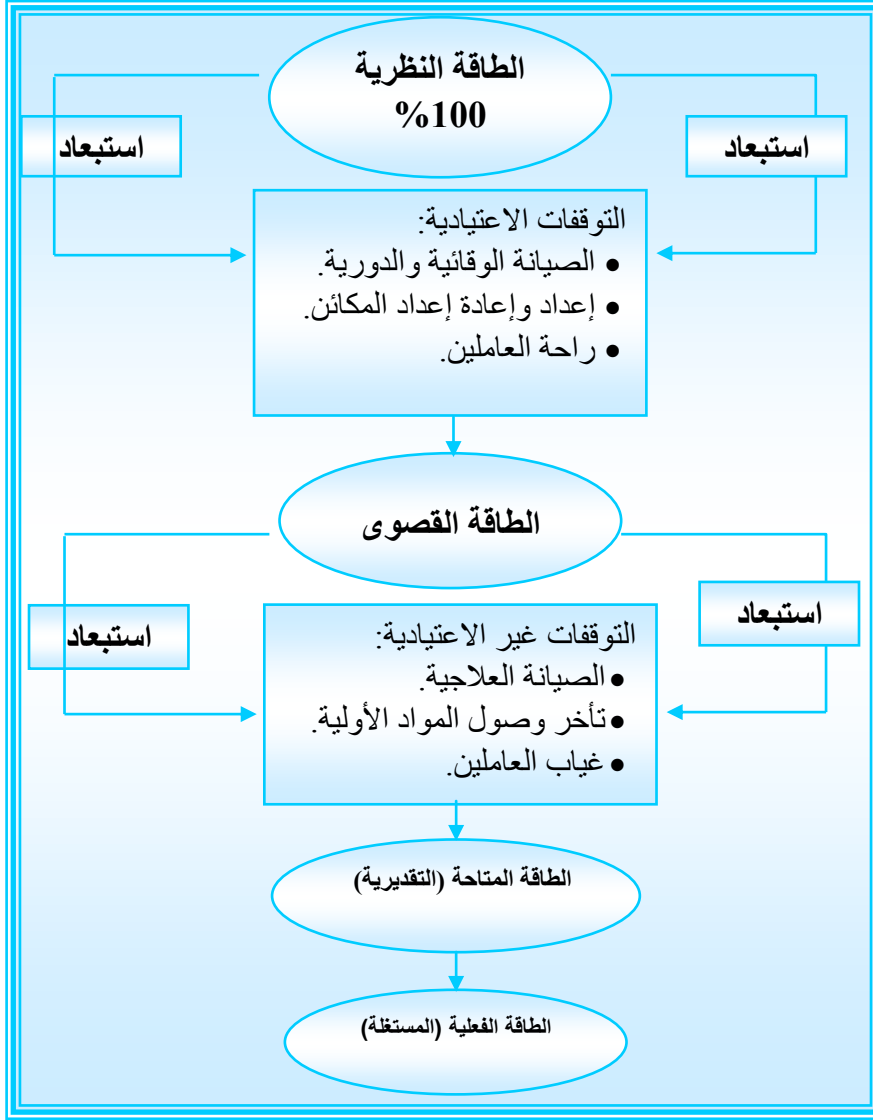 الطاقة النظرية
%100
استبعاد
استبعاد
التوقفات الاعتيادية:
● الصيانة الوقائية والدورية.
● إعداد وإعادة إعداد المكائن.
● راحة العاملين.
الطاقة القصوى
استبعاد
استبعاد
التوقفات غير الاعتيادية:
● الصيانة العلاجية.
● تأخر وصول المواد الأولية.
● غياب العاملين.
الطاقة المتاحة (التقديرية)
الطاقة الفعلية (المستغلة)